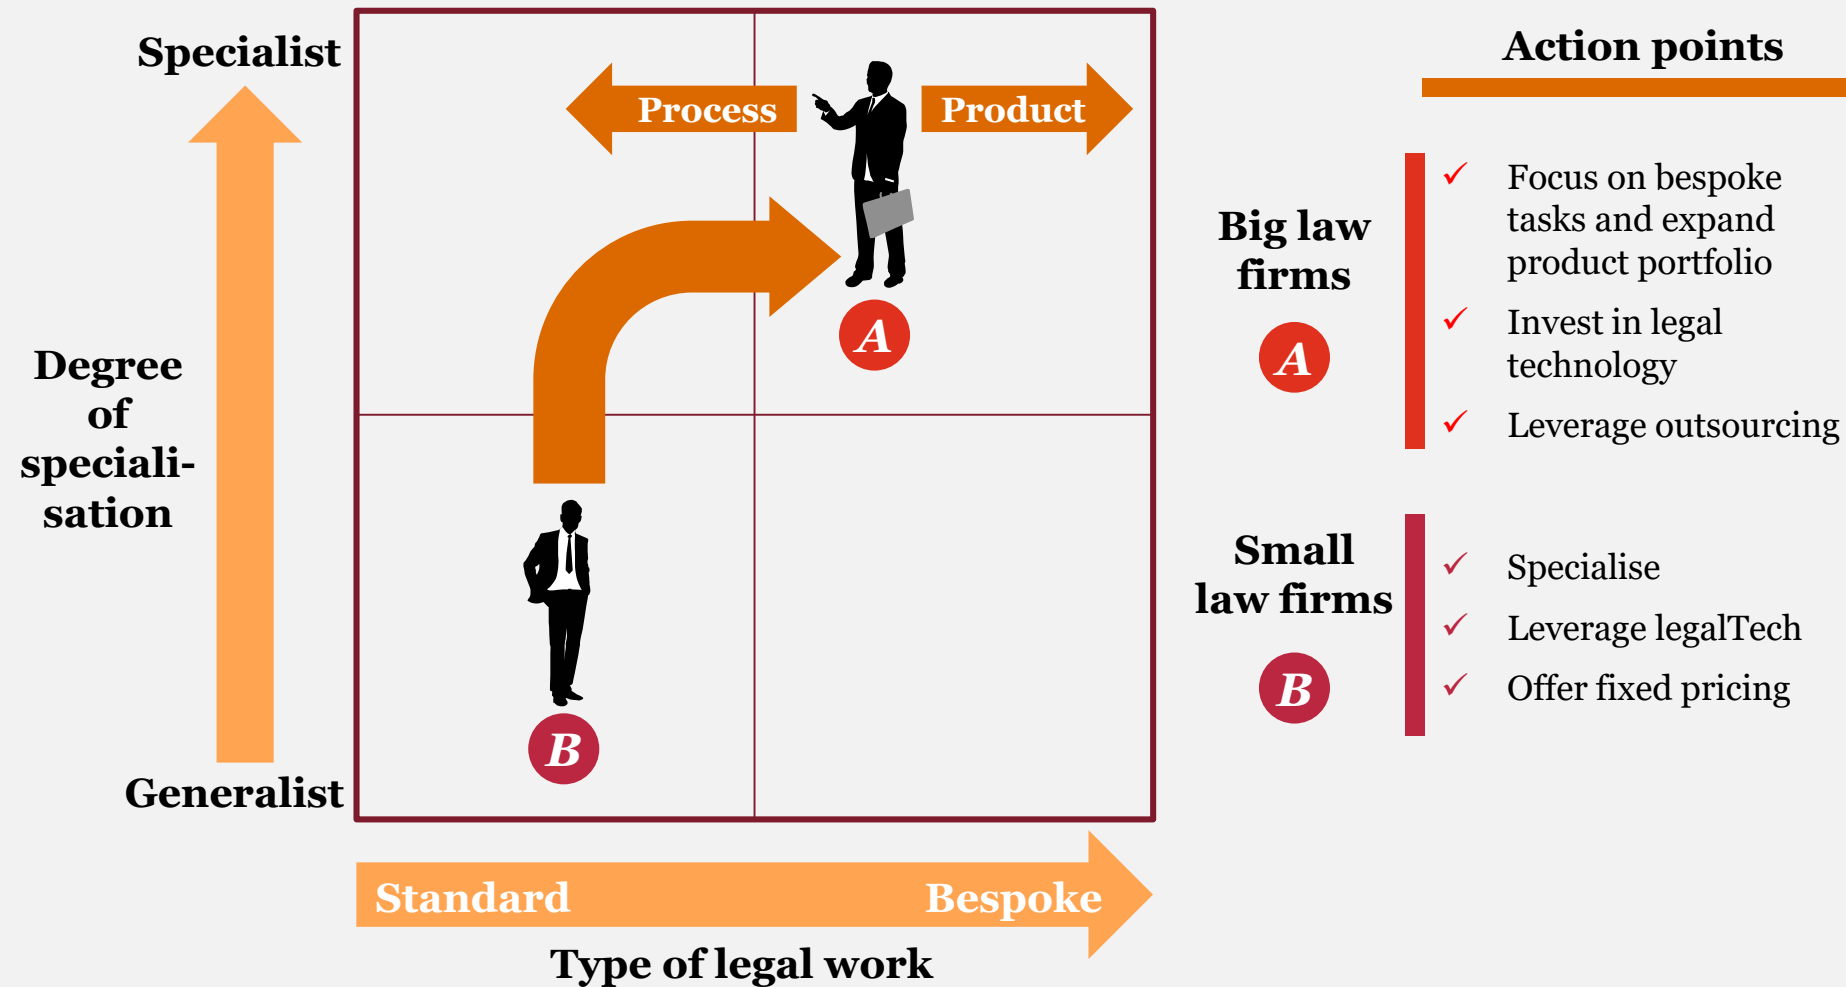 Specialist
Process
Product
A
Degree
of
speciali-
sation
B
Generalist
Standard
Bespoke
Type of legal work
Action points
Big law
firms
A
✓ Focus on bespoke
tasks and expand
product portfolio
✓ Invest in legal
technology
✓ Leverage outsourcing
Small
law firms
B
✓ Specialise
✓ Leverage legalTech
✓ Offer fixed pricing